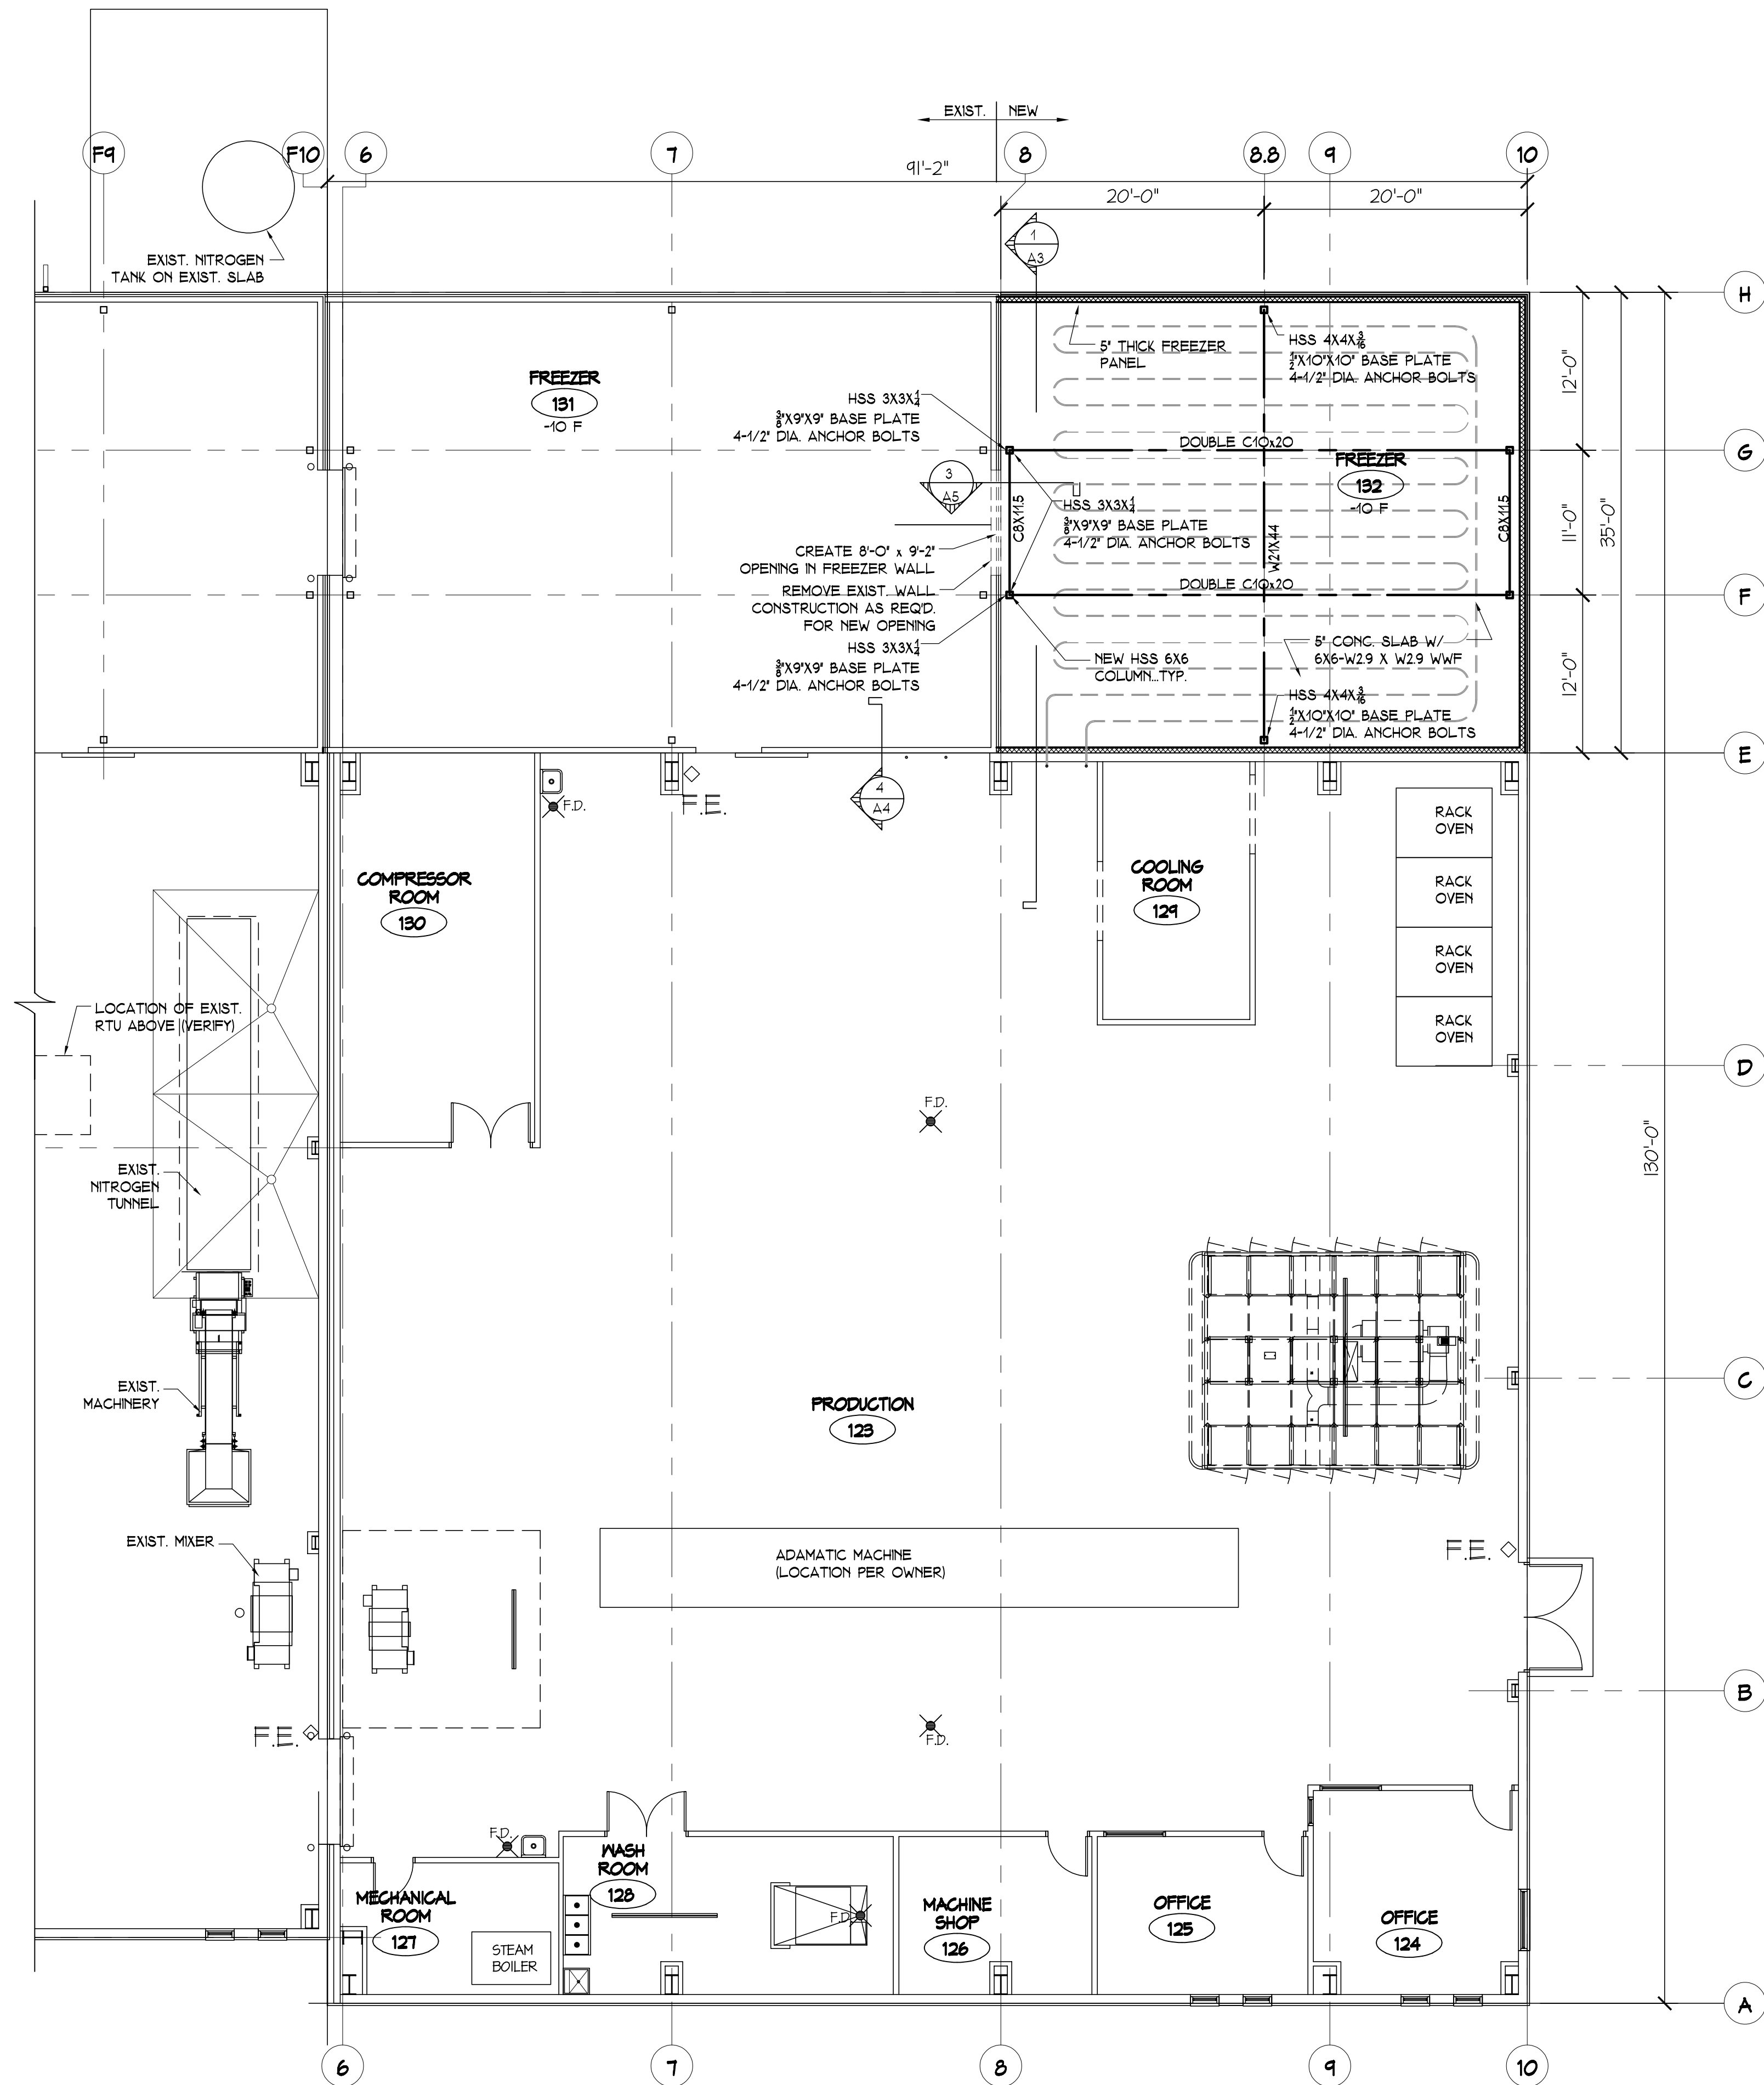 EXIST.
NEW
F9
F10
6
7
8
8.8
9
10
91'-2"
20'-0"
20'-0"
1
A3
EXIST. NITROGEN
TANK ON EXIST. SLAB
H
5" THICK FREEZER
PANEL
HSS 4X4X3/16
1/2"X10"X10" BASE PLATE
4-1/2" DIA. ANCHOR BOLTS
12'-0"
FREEZER
131
-10 F
HSS 3X3X1/4
3/8"X9"X9" BASE PLATE
4-1/2" DIA. ANCHOR BOLTS
DOUBLE C10x20
G
FREEZER
132
-10 F
3
A5
C8X11.5
HSS 3X3X1/4
3/8"X9"X9" BASE PLATE
4-1/2" DIA. ANCHOR BOLTS
W21X44
C8X11.5
11'-0"
35'-0"
CREATE 8'-0" x 9'-2"
OPENING IN FREEZER WALL
REMOVE EXIST. WALL
CONSTRUCTION AS REQ'D.
FOR NEW OPENING
DOUBLE C10x20
F
HSS 3X3X1/4
3/8"X9"X9" BASE PLATE
4-1/2" DIA. ANCHOR BOLTS
NEW HSS 6X6
COLUMN...TYP.
5" CONC. SLAB W/
6X6-W2.9 X W2.9 WWF
12'-0"
HSS 4X4X3/16
1/2"X10"X10" BASE PLATE
4-1/2" DIA. ANCHOR BOLTS
E
F.D.
F.E.
4
A4
RACK
OVEN
RACK
OVEN
RACK
OVEN
RACK
OVEN
COMPRESSOR
ROOM
130
COOLING
ROOM
129
LOCATION OF EXIST.
RTU ABOVE (VERIFY)
D
F.D.
130'-0"
EXIST.
NITROGEN
TUNNEL
EXIST.
MACHINERY
C
PRODUCTION
123
EXIST. MIXER
ADAMATIC MACHINE
(LOCATION PER OWNER)
F.E.
B
F.E.
F.D.
F.D.
WASH
ROOM
128
MECHANICAL
ROOM
127
STEAM
BOILER
F.D.
MACHINE
SHOP
126
OFFICE
125
OFFICE
124
A
6
7
8
9
10